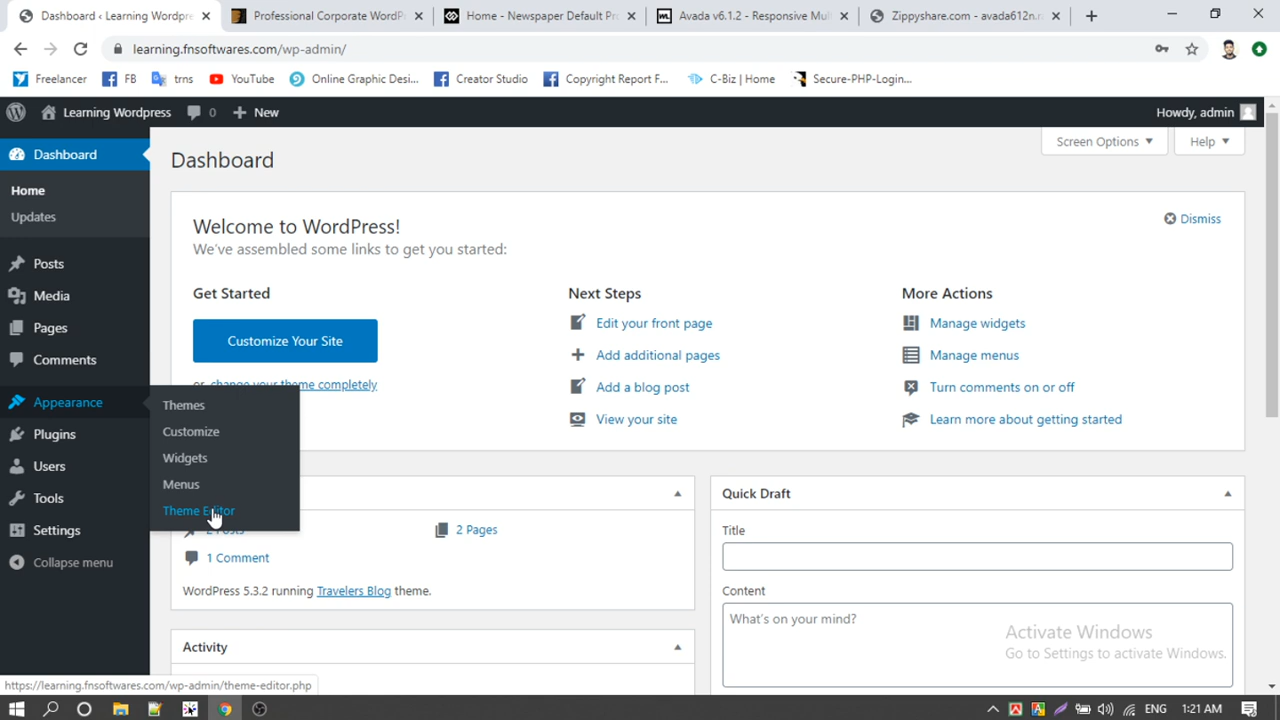 Dashboard ‹ Learning Wordpre
Professional Corporate WordP
Home - Newspaper Default Pr
Avada v6.1.2 - Responsive Mul
Zippyshare.com - avada612n.r
learning.fnsoftwares.com/wp-admin/
Freelancer
FB
trns
YouTube
Online Graphic Desi...
Creator Studio
Copyright Report F...
C-Biz | Home
Secure-PHP-Login...
Learning Wordpress
0
New
Howdy, admin
Dashboard
Home
Updates
Posts
Media
Pages
Comments
Appearance
Plugins
Users
Tools
Settings
Collapse menu
Themes
Customize
Widgets
Menus
Theme Editor
Dashboard
Screen Options
Help
Welcome to WordPress!
We've assembled some links to get you started:
Dismiss
Get Started
Customize Your Site
or, change your theme completely
Next Steps
Edit your front page
Add additional pages
Add a blog post
View your site
More Actions
Manage widgets
Manage menus
Turn comments on or off
Learn more about getting started
2 Posts
2 Pages
1 Comment
WordPress 5.3.2 running Travelers Blog theme.
Activity
Quick Draft
Title
Content
What's on your mind?
Activate Windows
Go to Settings to activate Windows.
https://learning.fnsoftwares.com/wp-admin/theme-editor.php
ENG
1:21 AM